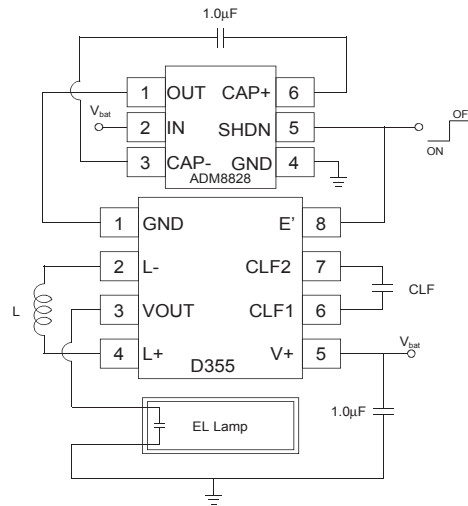 1.0µF
1 OUT CAP+ 6
V bat
2 IN SHDN 5
OF
ON
3 CAP- GND 4
ADM8828
1 GND E' 8
2 L- CLF2 7
CLF
L
3 VOUT CLF1 6
4 L+ V+ 5
V bat
D355
1.0µF
EL Lamp